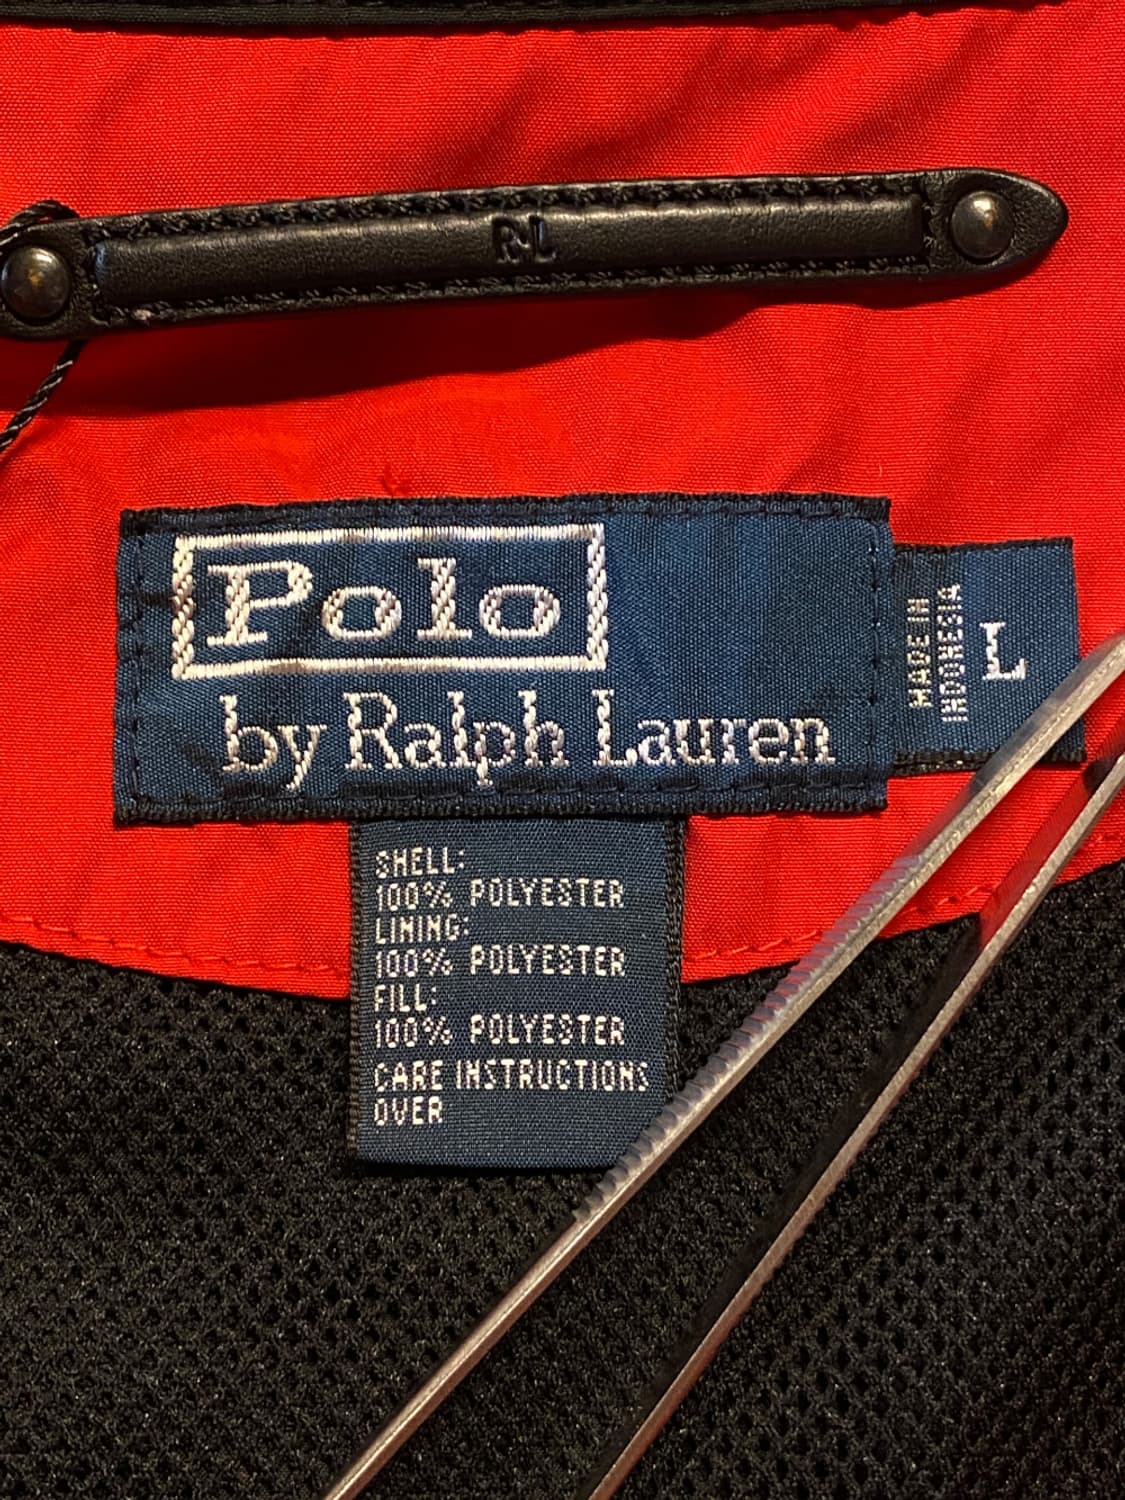 RL
Polo
by Ralph Lauren
MADE IN
INDONESIA
L
SHELL:
100% POLYESTER
LINING:
100% POLYESTER
FILL:
100% POLYESTER
CARE INSTRUCTIONS
OVER